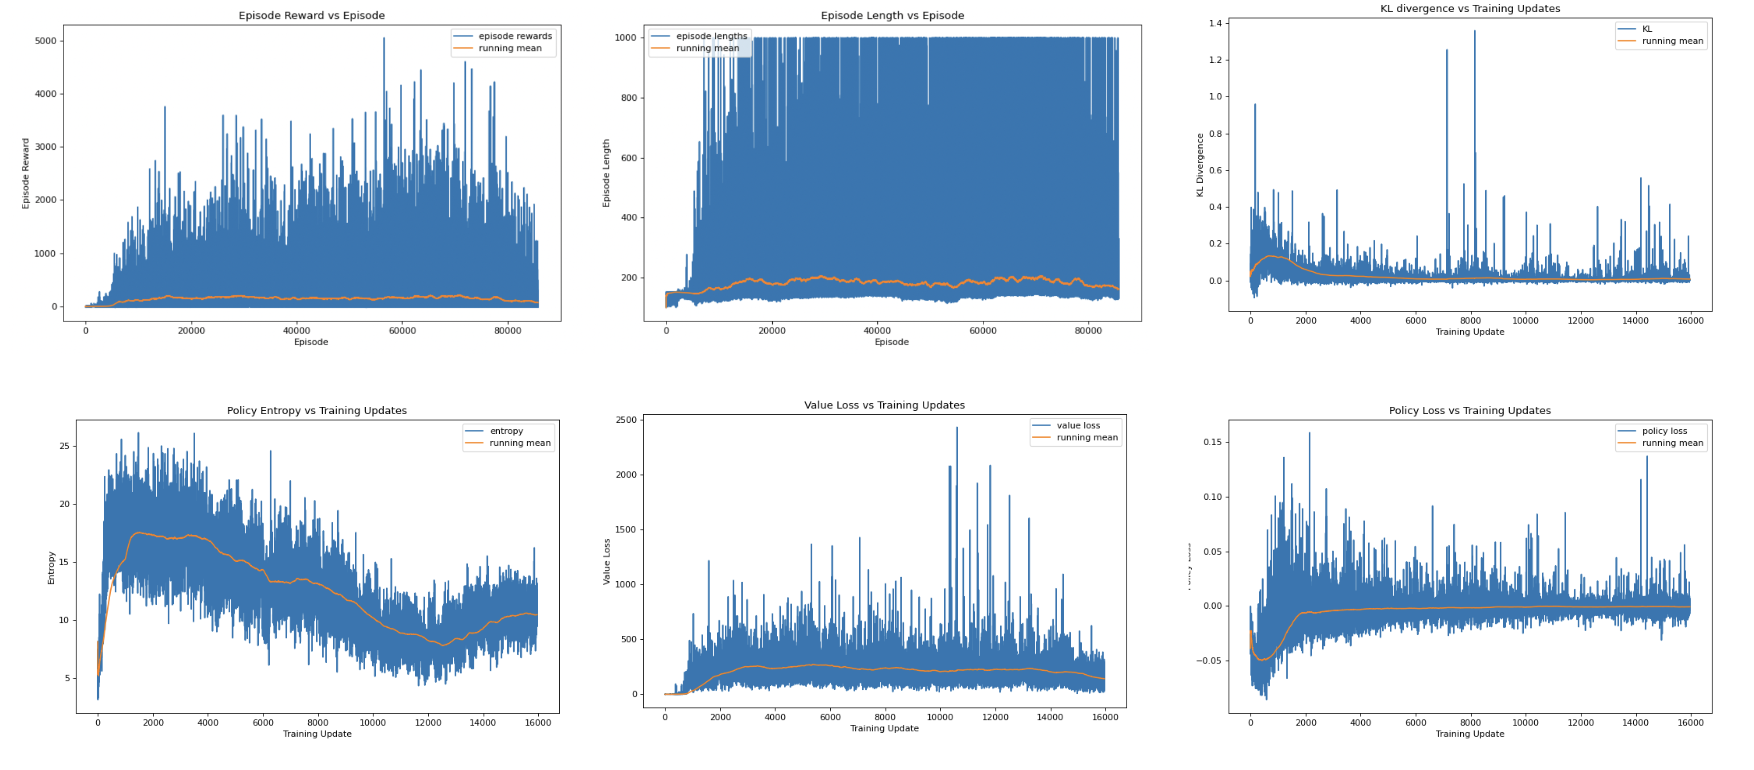 Episode Reward vs Episode
episode rewards
running mean
5000
4000
3000
2000
1000
0
Episode Reward
0 20000 40000 60000 80000
Episode
Episode Length vs Episode
episode lengths
running mean
1000
800
600
400
200
Episode Length
0 20000 40000 60000 80000
Episode
KL divergence vs Training Updates
KL
running mean
1.4
1.2
1.0
0.8
0.6
0.4
0.2
0.0
KL Divergence
0 2000 4000 6000 8000 10000 12000 14000 16000
Training Update
Policy Entropy vs Training Updates
entropy
running mean
25
20
15
10
5
Entropy
0 2000 4000 6000 8000 10000 12000 14000 16000
Training Update
Value Loss vs Training Updates
value loss
running mean
2500
2000
1500
1000
500
0
Value Loss
0 2000 4000 6000 8000 10000 12000 14000 16000
Training Update
Policy Loss vs Training Updates
policy loss
running mean
0.15
0.10
0.05
0.00
−0.05
0 2000 4000 6000 8000 10000 12000 14000 16000
Training Update